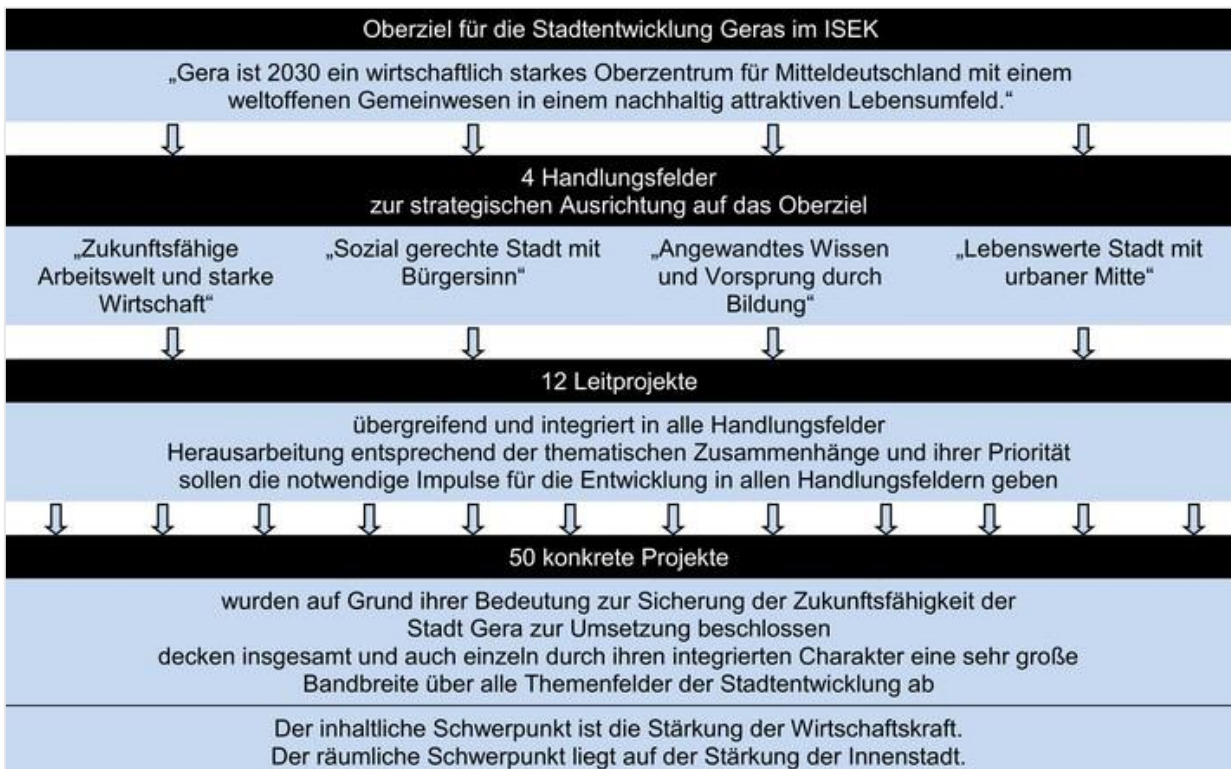 Oberziel für die Stadtentwicklung Geras im ISEK
„Gera ist 2030 ein wirtschaftlich starkes Oberzentrum für Mitteldeutschland mit einem
weltoffenen Gemeinwesen in einem nachhaltig attraktiven Lebensumfeld.“
4 Handlungsfelder
zur strategischen Ausrichtung auf das Oberziel
„Zukunftsfähige
Arbeitswelt und starke
Wirtschaft“
„Sozial gerechte Stadt mit
Bürgersinn“
„Angewandtes Wissen
und Vorsprung durch
Bildung“
„Lebenswerte Stadt mit
urbaner Mitte“
12 Leitprojekte
übergreifend und integriert in alle Handlungsfelder
Herausarbeitung entsprechend der thematischen Zusammenhänge und ihrer Priorität
sollen die notwendige Impulse für die Entwicklung in allen Handlungsfeldern geben
50 konkrete Projekte
wurden auf Grund ihrer Bedeutung zur Sicherung der Zukunftsfähigkeit der
Stadt Gera zur Umsetzung beschlossen
decken insgesamt und auch einzeln durch ihren integrierten Charakter eine sehr große
Bandbreite über alle Themenfelder der Stadtentwicklung ab
Der inhaltliche Schwerpunkt ist die Stärkung der Wirtschaftskraft.
Der räumliche Schwerpunkt liegt auf der Stärkung der Innenstadt.